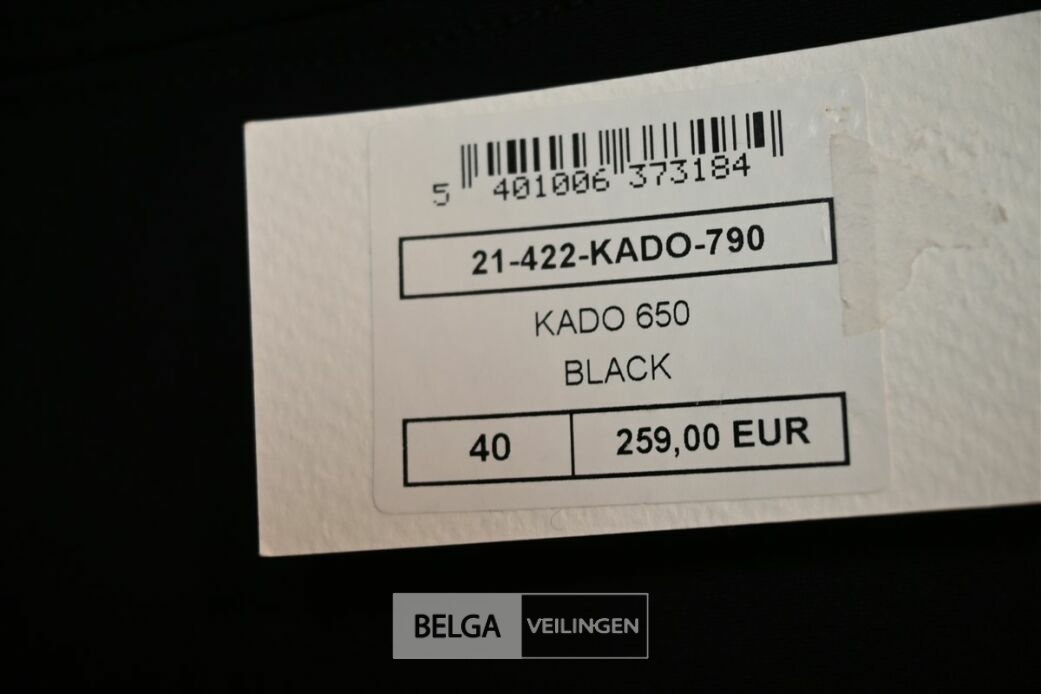 5 401006 373184
21-422-KADO-790
KADO 650
BLACK
40 259,00 EUR
BELGA VEILINGEN